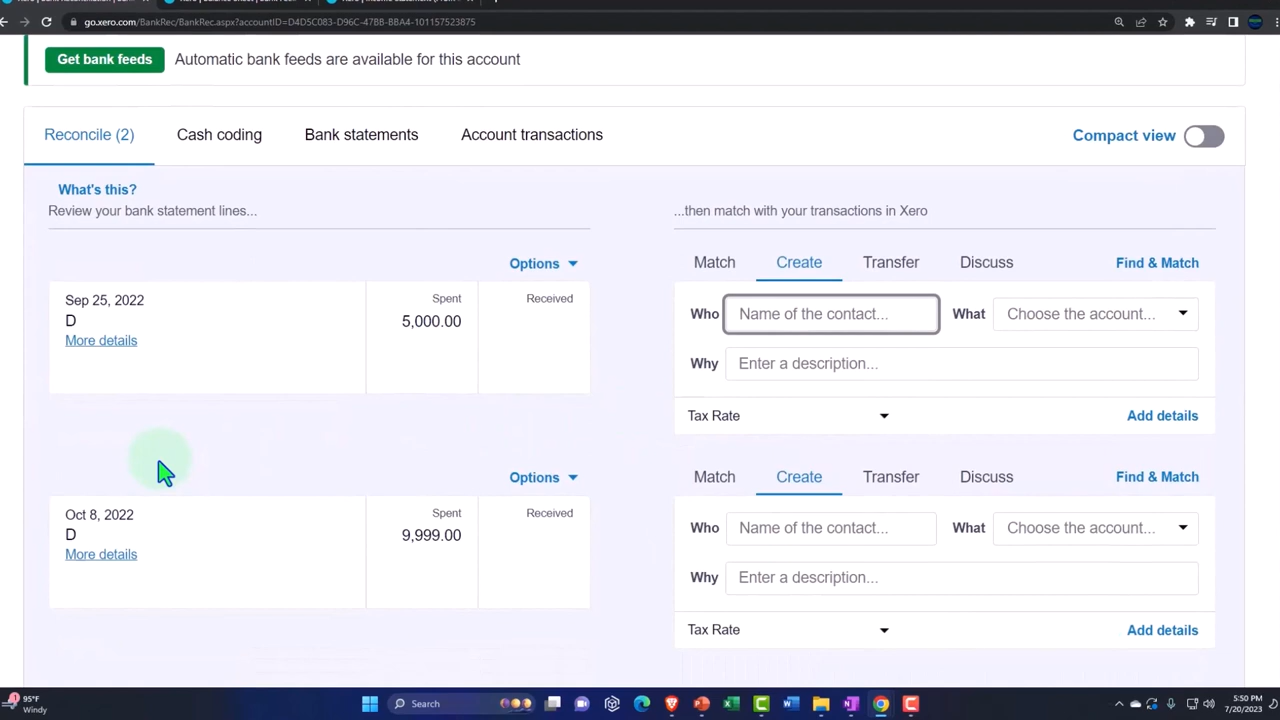 go.xero.com/BankRec/BankRec.aspx?accountID=D4D5C083-D96C-47BB-BBA4-101157523875
Get bank feeds Automatic bank feeds are available for this account
Reconcile (2) Cash coding Bank statements Account transactions Compact view
What's this?
Review your bank statement lines... ...then match with your transactions in Xero
Options Match Create Transfer Discuss Find & Match
Sep 25, 2022 Spent Received
D 5,000.00 Who Name of the contact... What Choose the account...
More details
Why Enter a description...
Tax Rate Add details
Options Match Create Transfer Discuss Find & Match
Oct 8, 2022 Spent Received
D 9,999.00 Who Name of the contact... What Choose the account...
More details
Why Enter a description...
Tax Rate Add details
95°F Search 5:50 PM
Windy 7/20/2023